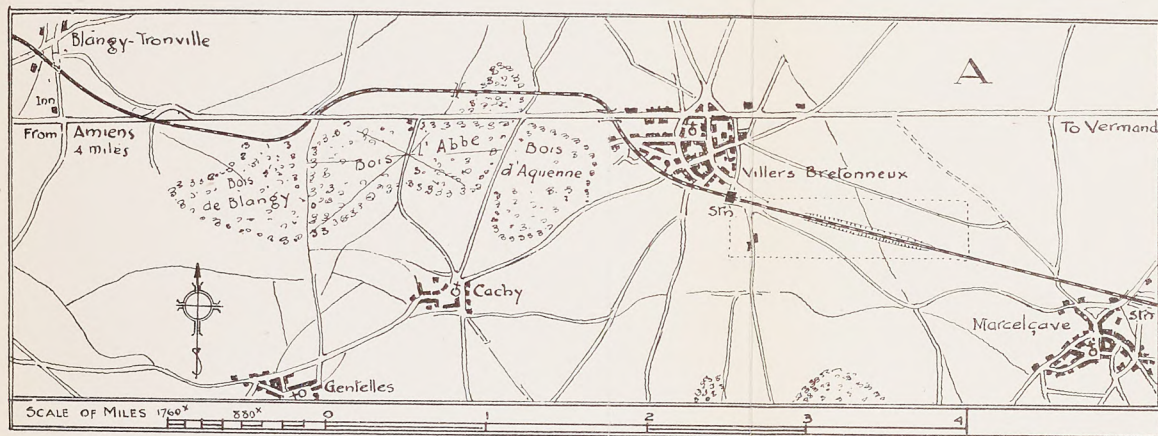 Blangy-Tronville
A
Inn
From Amiens
4 miles
To Vermand
Bois
de Blangy
Bois l'Abbe
Bois
d'Aquenne
Villers Bretonneux
Stn
Cachy
Marcelçave
Stn
Gentelles
S
SCALE OF MILES 1760x 880x 0 1 2 3 4